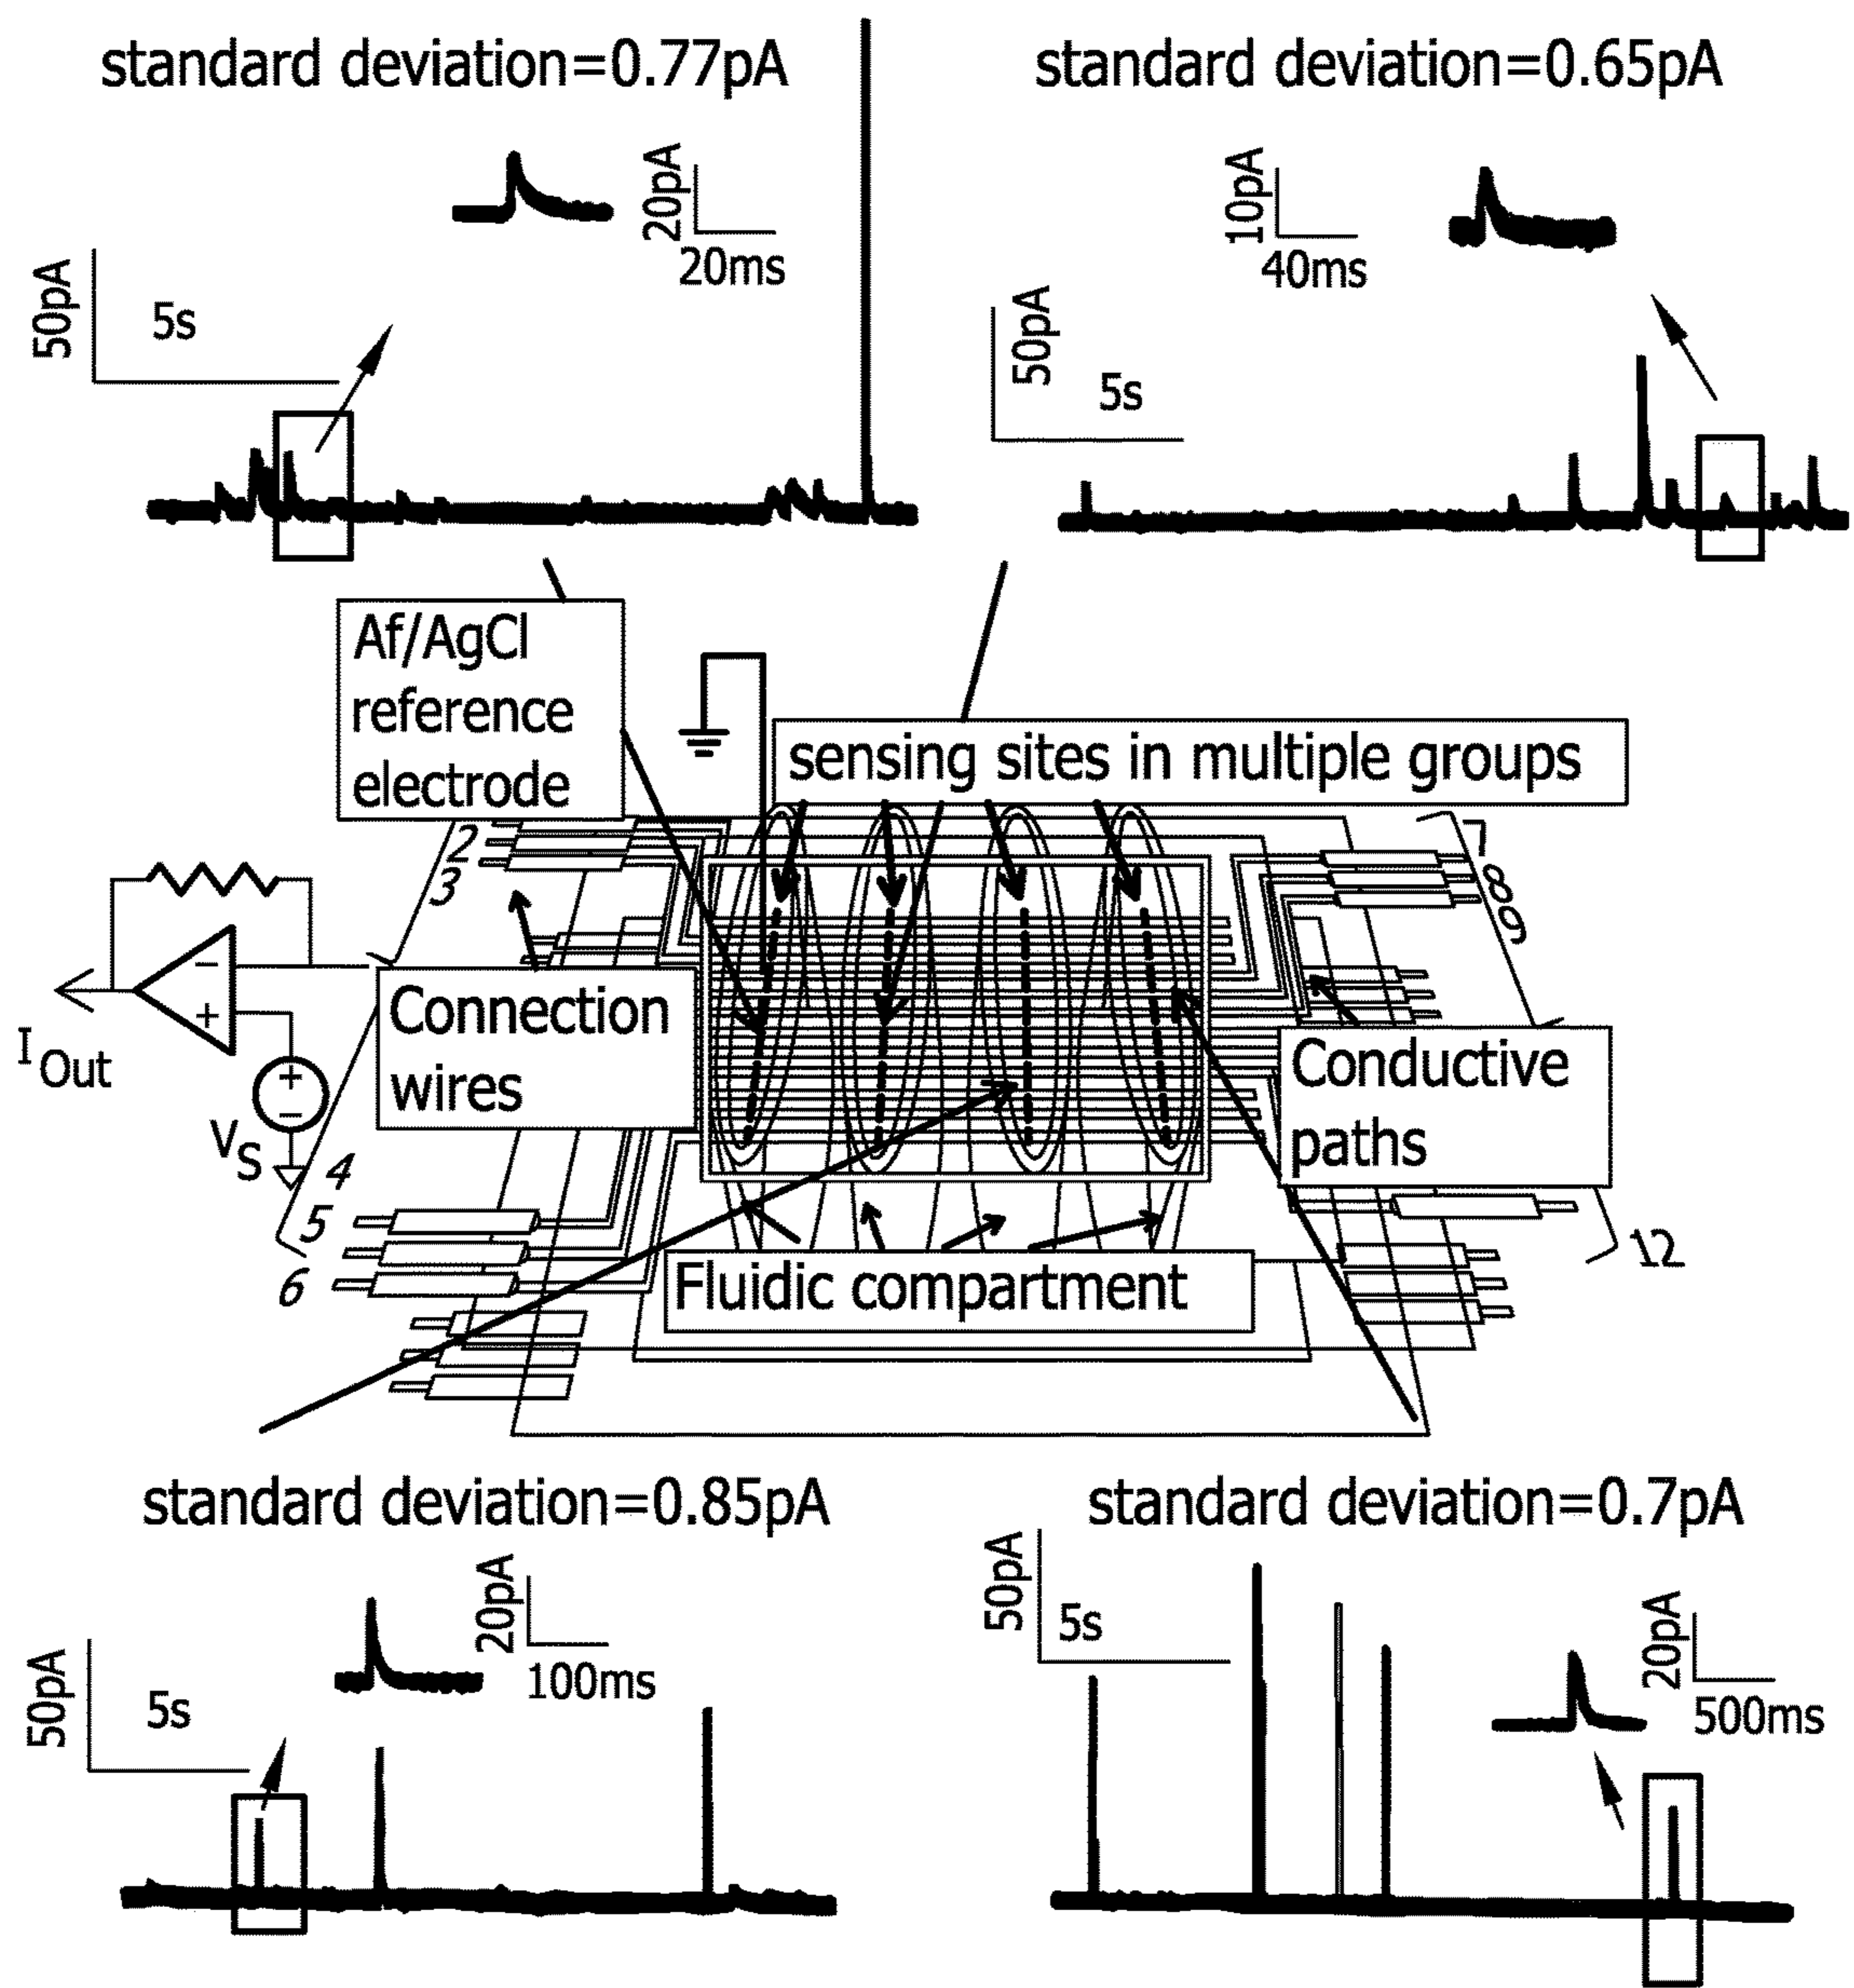 standard deviation=0.77pA
standard deviation=0.65pA
20pA
20ms
10pA
40ms
50pA
5s
50pA
5s
Af/AgCl
reference
electrode
sensing sites in multiple groups
2
3
7
8
9
Connection
wires
I Out
VS
Conductive
paths
4
5
6
12
Fluidic compartment
standard deviation=0.85pA
standard deviation=0.7pA
20pA
100ms
50pA
5s
50pA
5s
20pA
500ms